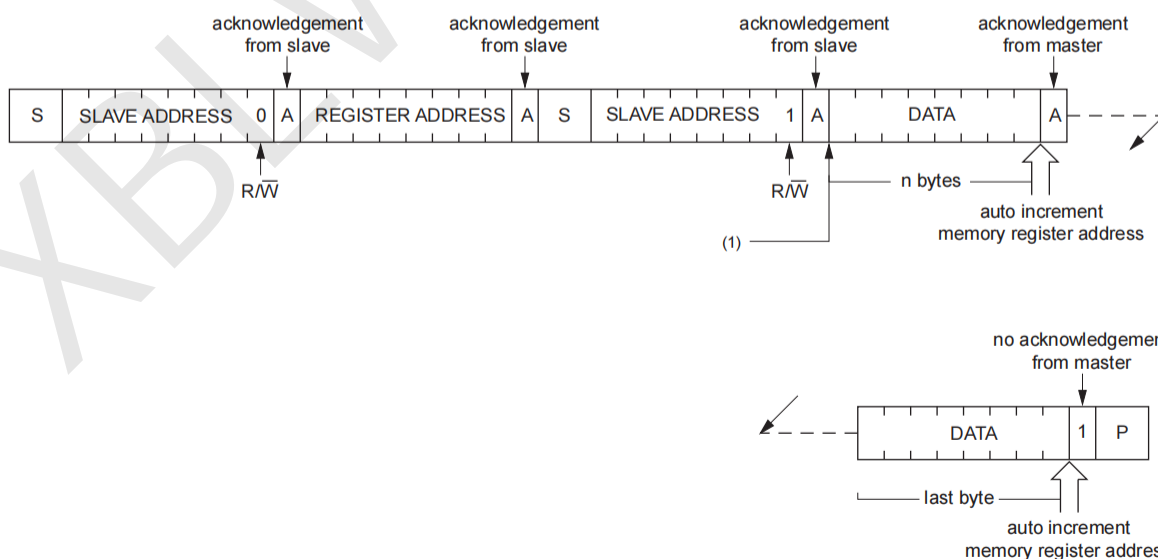 acknowledgement acknowledgement acknowledgement acknowledgement
from slave from slave from slave from master
S SLAVE ADDRESS 0 A REGISTER ADDRESS A S SLAVE ADDRESS 1 A DATA A
R/W̅ R/W̅ n bytes
auto increment
(1) memory register address
no acknowledgemen
from master
DATA 1 P
last byte
auto increment
memory register addres
XBLW